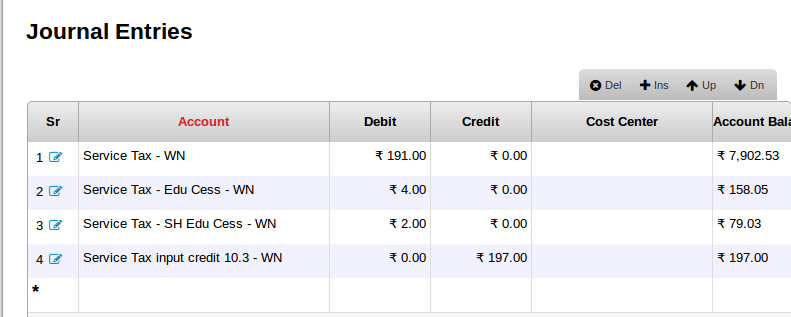 Journal Entries
Del Ins Up Dn
Sr Account Debit Credit Cost Center Account Bala
1 Service Tax - WN ₹ 191.00 ₹ 0.00 ₹ 7,902.53
2 Service Tax - Edu Cess - WN ₹ 4.00 ₹ 0.00 ₹ 158.05
3 Service Tax - SH Edu Cess - WN ₹ 2.00 ₹ 0.00 ₹ 79.03
4 Service Tax input credit 10.3 - WN ₹ 0.00 ₹ 197.00 ₹ 197.00
*